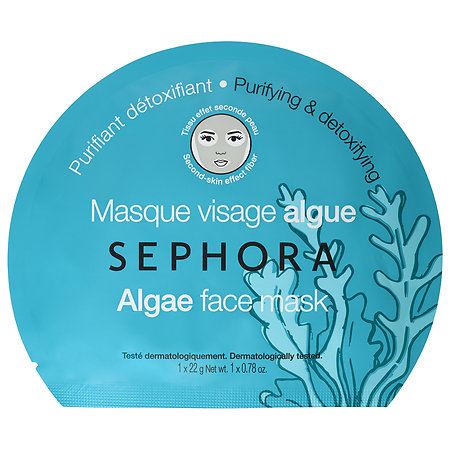 Purifiant détoxifiant • Purifying & detoxifying
Tissu effet seconde peau
Second-skin effect fiber
Masque visage algue
SEPHORA
Algae face mask
Testé dermatologiquement. Dermatologically tested.
1 x 22 g Net wt. 1 x 0.78 oz.